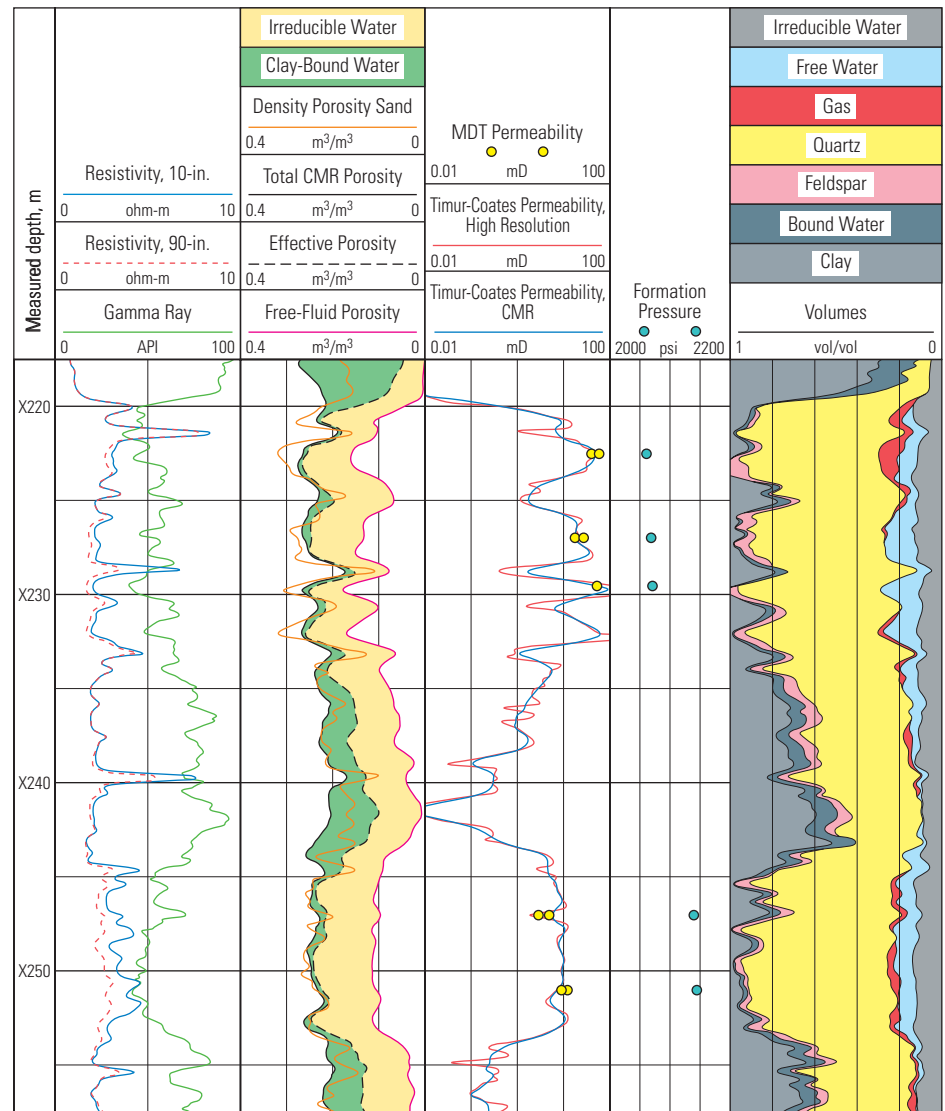 Measured depth, m
Resistivity, 10-in.
0 ohm-m 10
Resistivity, 90-in.
0 ohm-m 10
Gamma Ray
0 API 100
Irreducible Water
Clay-Bound Water
Density Porosity Sand
0.4 m³/m³ 0
Total CMR Porosity
0.4 m³/m³ 0
Effective Porosity
0.4 m³/m³ 0
Free-Fluid Porosity
0.4 m³/m³ 0
MDT Permeability
0.01 mD 100
Timur-Coates Permeability,
High Resolution
0.01 mD 100
Timur-Coates Permeability,
CMR
0.01 mD 100
Formation
Pressure
2000 psi 2200
Irreducible Water
Free Water
Gas
Quartz
Feldspar
Bound Water
Clay
Volumes
1 vol/vol 0
X220
X230
X240
X250